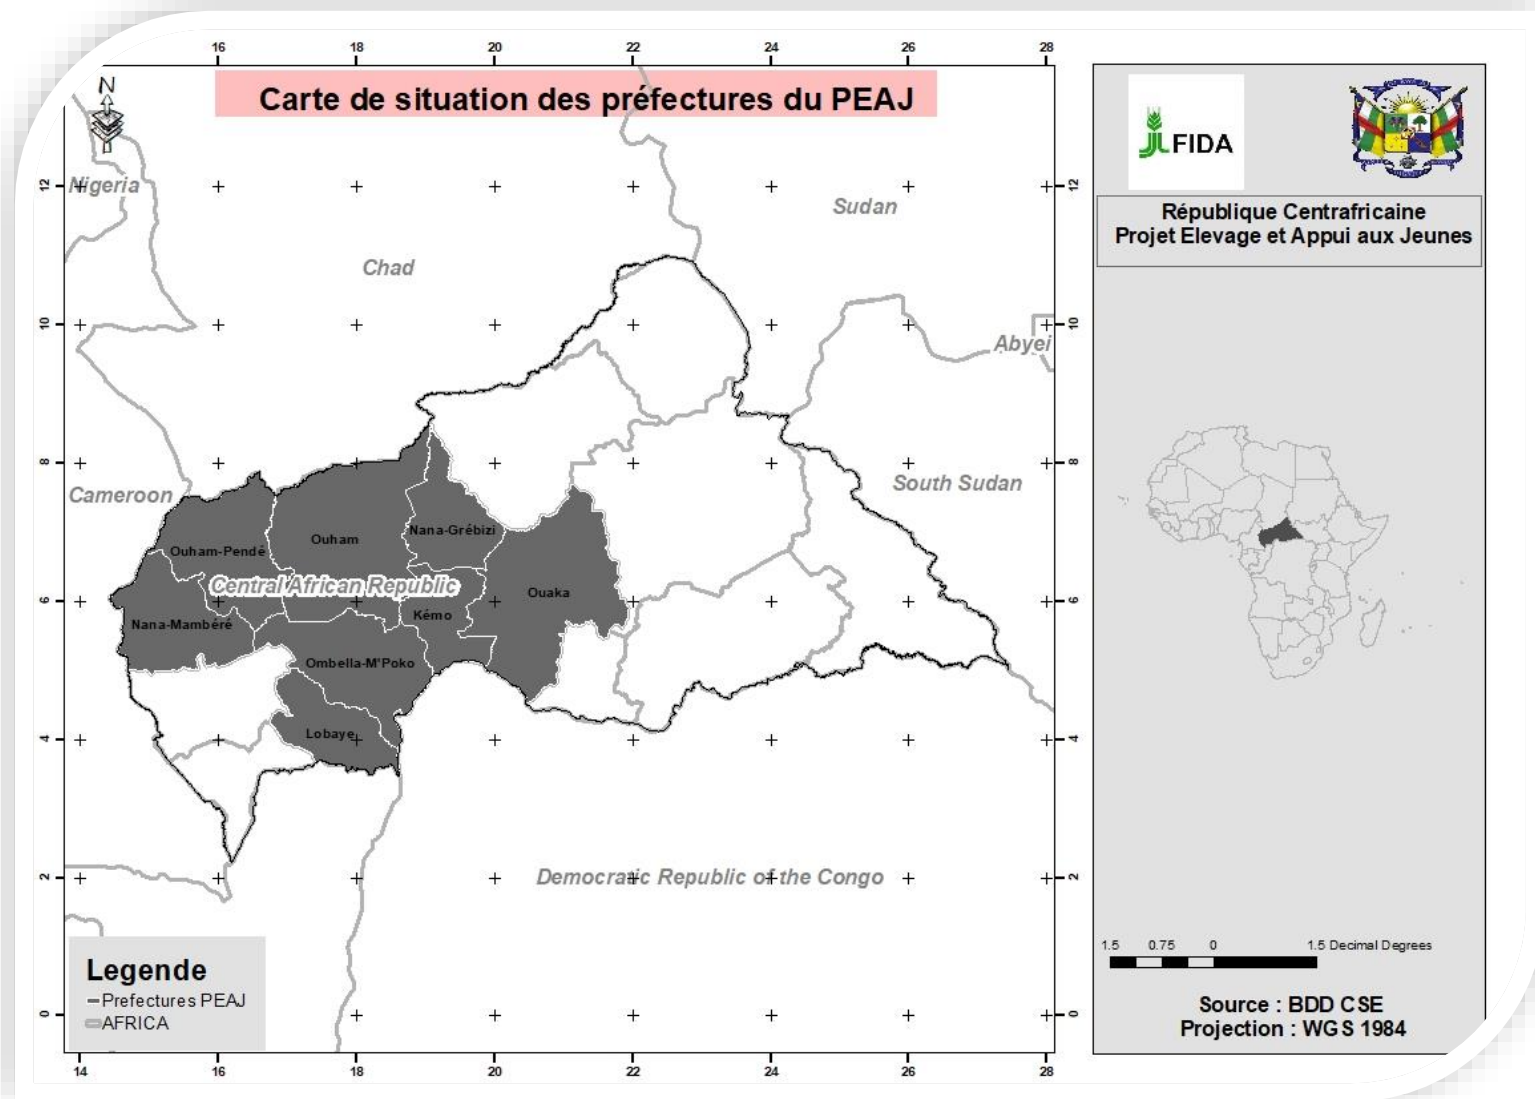 16 18 20 22 24 26 28
Carte de situation des préfectures du PEAJ
N
Nigeria
Sudan
Chad
Abyei
Cameroon
South Sudan
Ouham-Pendé
Ouham
Nana-Grébizi
Central African Republic
Ouaka
Nana-Mambéré
Kémo
Ombella-M'Poko
Lobaye
Democratic Republic of the Congo
12
10
8
6
4
2
0
12
10
8
6
4
2
0
Legende
Prefectures PEAJ
AFRICA
14 16 18 20 22 24 26 28
FIDA
République Centrafricaine
Projet Elevage et Appui aux Jeunes
1.5 0.75 0 1.5 Decimal Degrees
Source : BDD CSE
Projection : WGS 1984